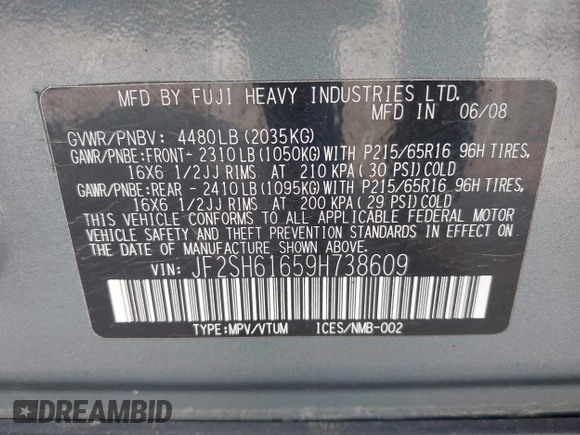 MFD BY FUJI HEAVY INDUSTRIES LTD.
MFD IN 06/08
GVWR/PNBV: 4480LB (2035KG)
GAWR/PNBE:FRONT- 2310LB (1050KG) WITH P215/65R16 96H TIRES,
16X6 1/2JJ RIMS AT 210 KPA ( 30 PSI) COLD
GAWR/PNBE:REAR - 2410LB (1095KG) WITH P215/65R16 96H TIRES,
16X6 1/2JJ RIMS AT 200 KPA ( 29 PSI) COLD
THIS VEHICLE CONFORMS TO ALL APPLICABLE FEDERAL MOTOR
VEHICLE SAFETY AND THEFT PREVENTION STANDARDS IN EFFECT ON
THE DATE OF MANUFACTURE SHOWN ABOVE.
VIN: JF2SH61659H738609
TYPE:MPV/VTUM ICES/NMB-002
DREAMBID